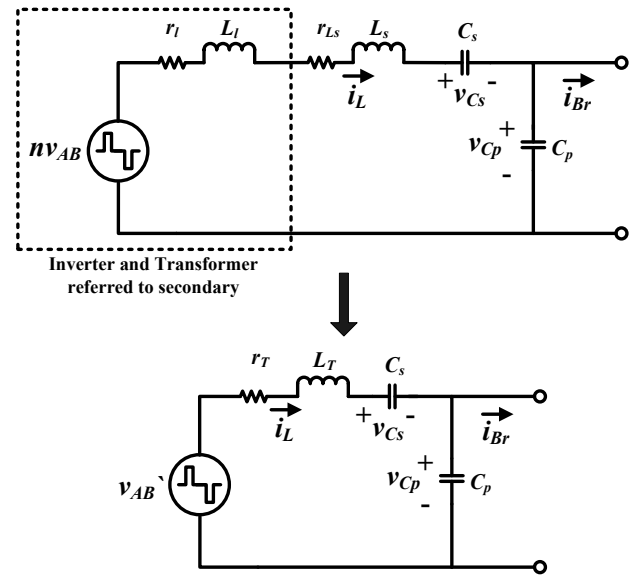 r_l L_l r_Ls L_s C_s
i_L + v_Cs - i_Br
nv_AB v_Cp + - C_p
Inverter and Transformer
referred to secondary
r_T L_T C_s
i_L + v_Cs - i_Br
v_AB` v_Cp + - C_p